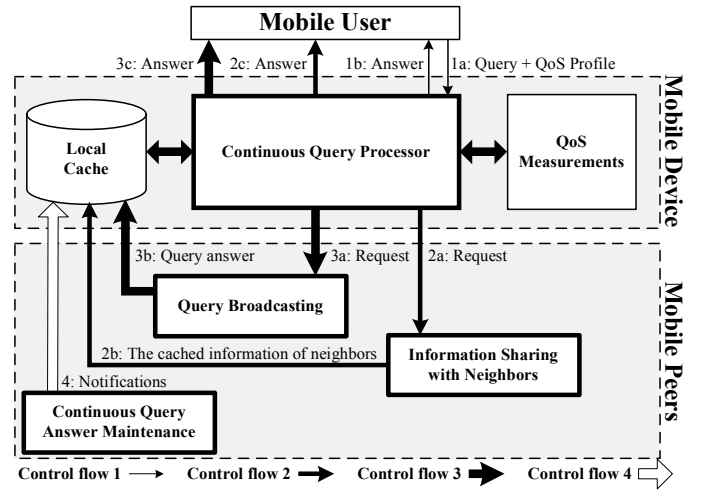 Mobile User
3c: Answer
2c: Answer
1b: Answer
1a: Query + QoS Profile
Local
Cache
Continuous Query Processor
QoS
Measurements
Mobile Device
3b: Query answer
3a: Request
2a: Request
Query Broadcasting
2b: The cached information of neighbors
Information Sharing
with Neighbors
4: Notifications
Continuous Query
Answer Maintenance
Mobile Peers
Control flow 1
Control flow 2
Control flow 3
Control flow 4